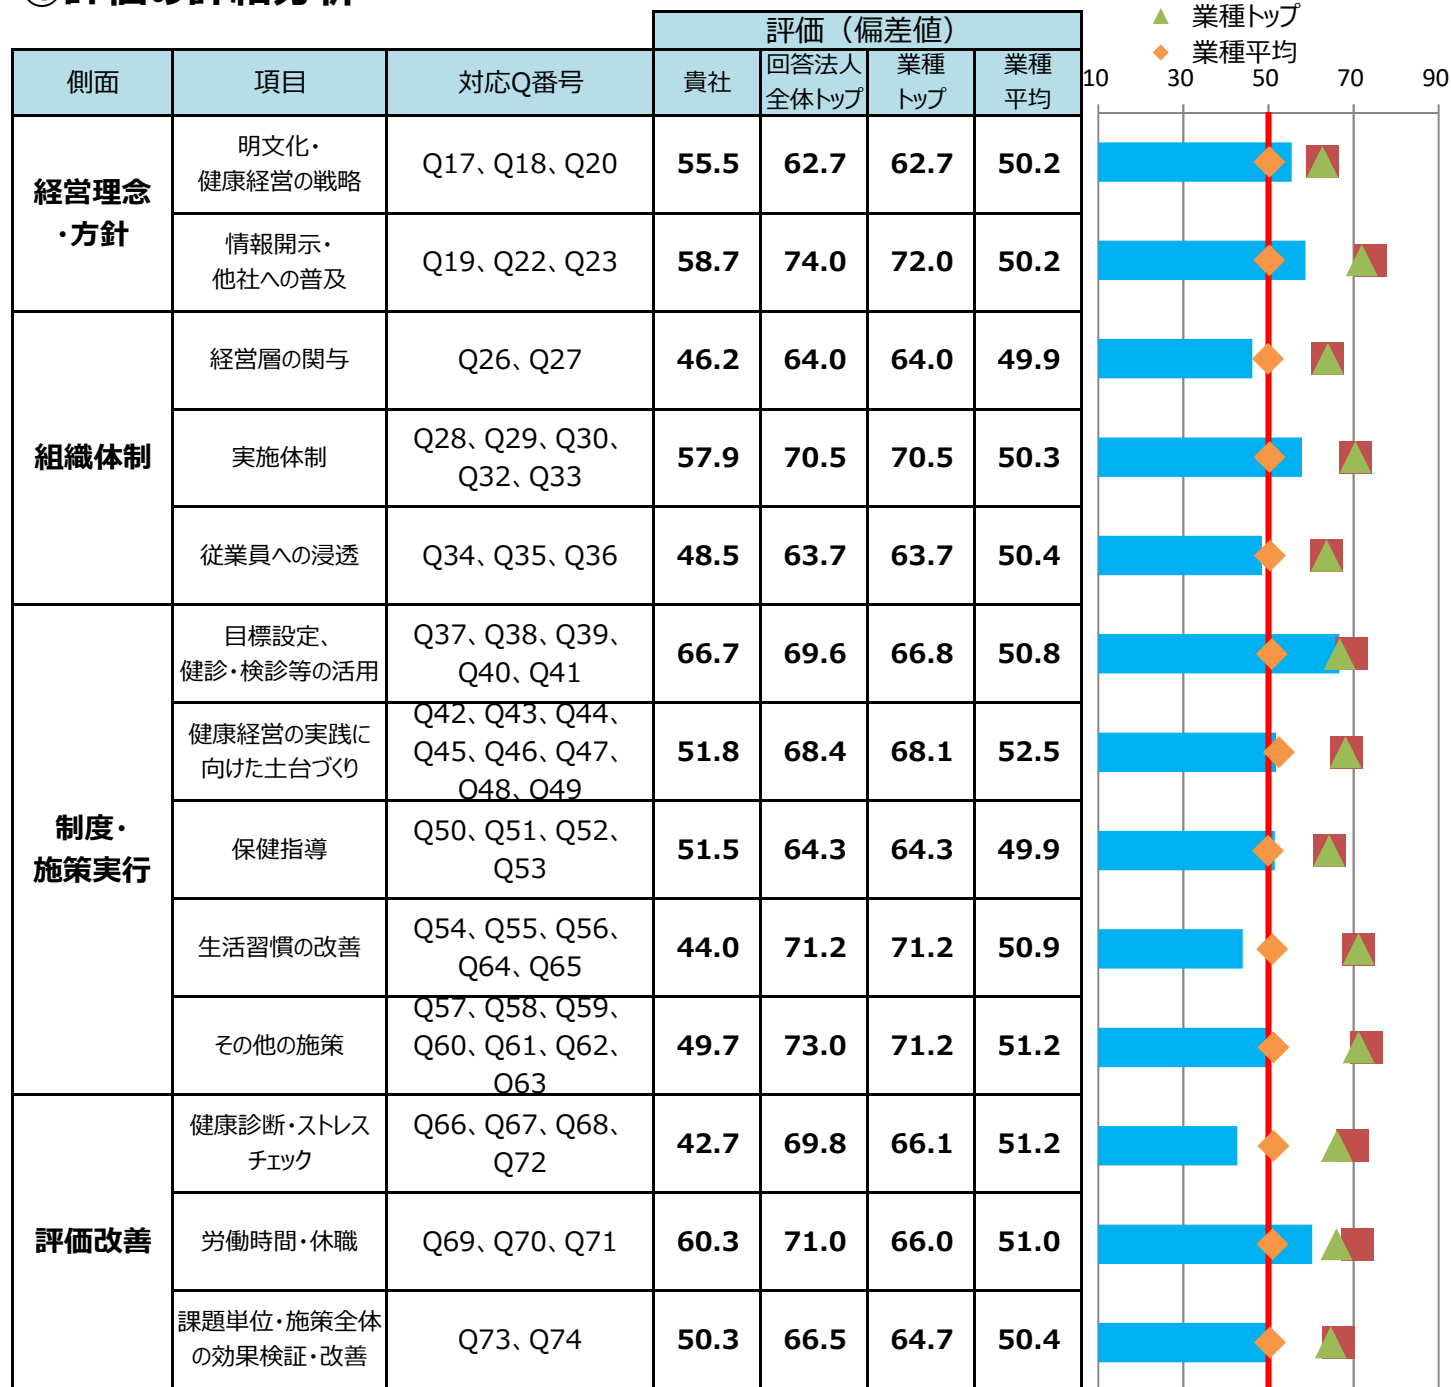 評価（偏差値）
業種トップ
業種平均
側面 項目 対応Q番号 貴社 回答法人 業種 業種
全体トップ トップ 平均
10 30 50 70 90
経営理念
・方針
明文化・
健康経営の戦略
Q17、Q18、Q20 55.5 62.7 62.7 50.2
情報開示・
他社への普及
Q19、Q22、Q23 58.7 74.0 72.0 50.2
組織体制
経営層の関与 Q26、Q27 46.2 64.0 64.0 49.9
実施体制
Q28、Q29、Q30、
Q32、Q33
57.9 70.5 70.5 50.3
従業員への浸透 Q34、Q35、Q36 48.5 63.7 63.7 50.4
制度・
施策実行
目標設定、
健診・検診等の活用
Q37、Q38、Q39、
Q40、Q41
66.7 69.6 66.8 50.8
健康経営の実践に
向けた土台づくり
Q42、Q43、Q44、
Q45、Q46、Q47、
Q48、Q49
51.8 68.4 68.1 52.5
保健指導
Q50、Q51、Q52、
Q53
51.5 64.3 64.3 49.9
生活習慣の改善
Q54、Q55、Q56、
Q64、Q65
44.0 71.2 71.2 50.9
その他の施策
Q57、Q58、Q59、
Q60、Q61、Q62、
Q63
49.7 73.0 71.2 51.2
評価改善
健康診断・ストレス
チェック
Q66、Q67、Q68、
Q72
42.7 69.8 66.1 51.2
労働時間・休職 Q69、Q70、Q71 60.3 71.0 66.0 51.0
課題単位・施策全体
の効果検証・改善
Q73、Q74 50.3 66.5 64.7 50.4